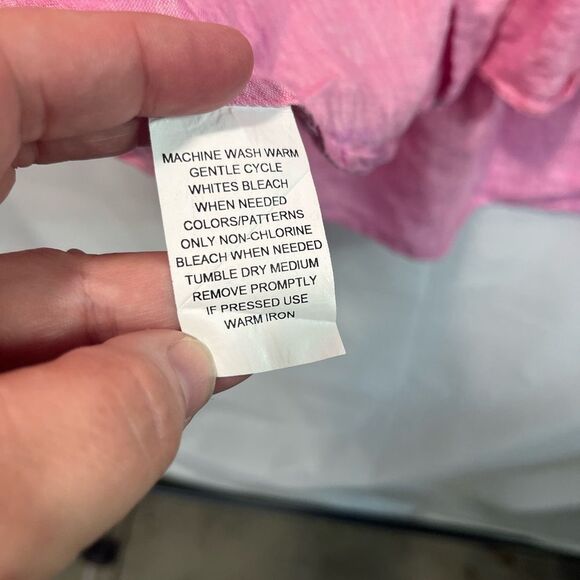 MACHINE WASH WARM
GENTLE CYCLE
WHITES BLEACH
WHEN NEEDED
COLORS/PATTERNS
ONLY NON-CHLORINE
BLEACH WHEN NEEDED
TUMBLE DRY MEDIUM
REMOVE PROMPTLY
IF PRESSED USE
WARM IRON